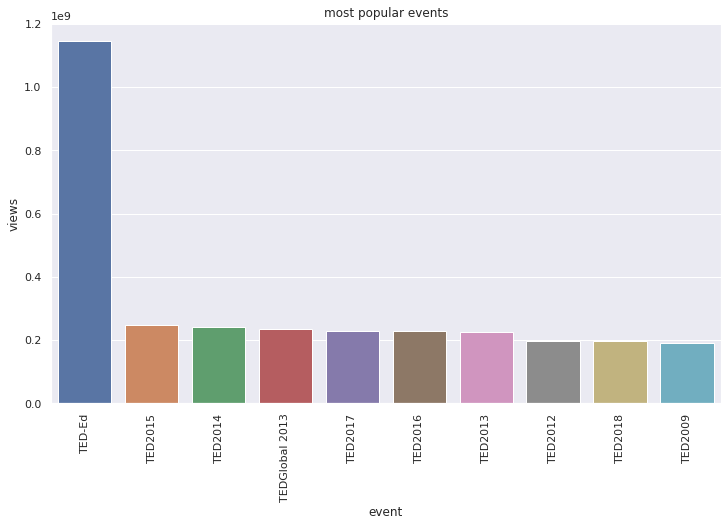 most popular events
1e9
1.2
1.0
0.8
0.6
0.4
0.2
0.0
views
TED-Ed
TED2015
TED2014
TEDGlobal 2013
TED2017
TED2016
TED2013
TED2012
TED2018
TED2009
event